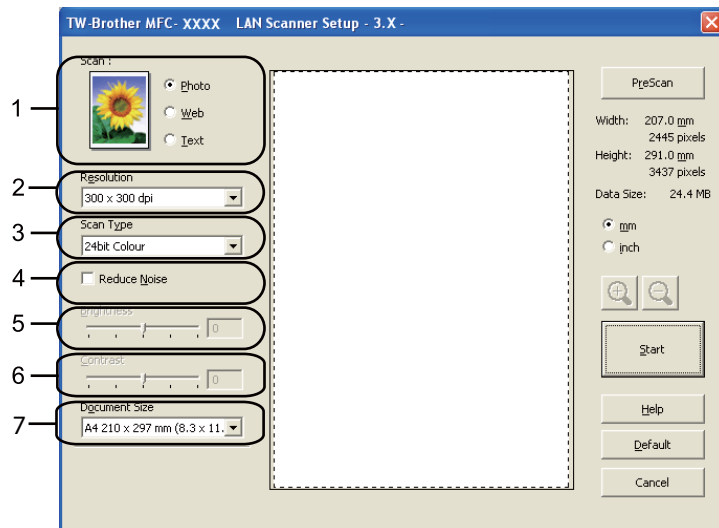 TW-Brother MFC- XXXX LAN Scanner Setup - 3.X -
Scan :
1
Photo
Web
Text
2
Resolution
300 x 300 dpi
3
Scan Type
24bit Colour
4
Reduce Noise
5
Brightness
0
6
Contrast
0
7
Document Size
A4 210 x 297 mm (8.3 x 11.
PreScan
Width: 207.0 mm
2445 pixels
Height: 291.0 mm
3437 pixels
Data Size: 24.4 MB
mm
inch
Start
Help
Default
Cancel